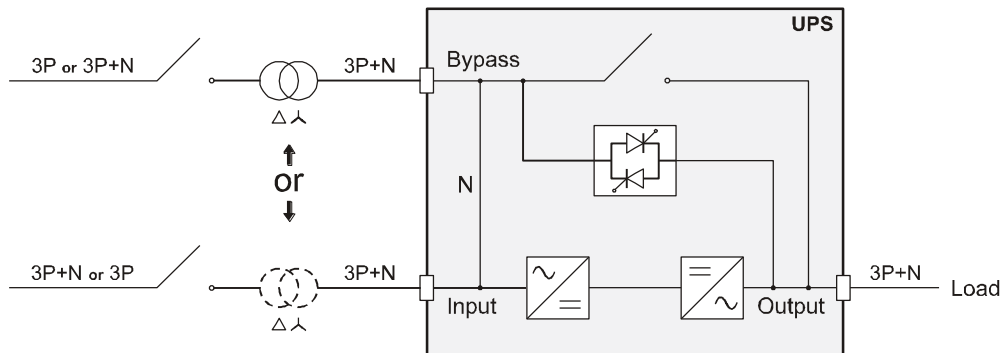 UPS
3P or 3P+N
3P+N
Bypass
or
N
3P+N or 3P
3P+N
Input
Output
3P+N
Load